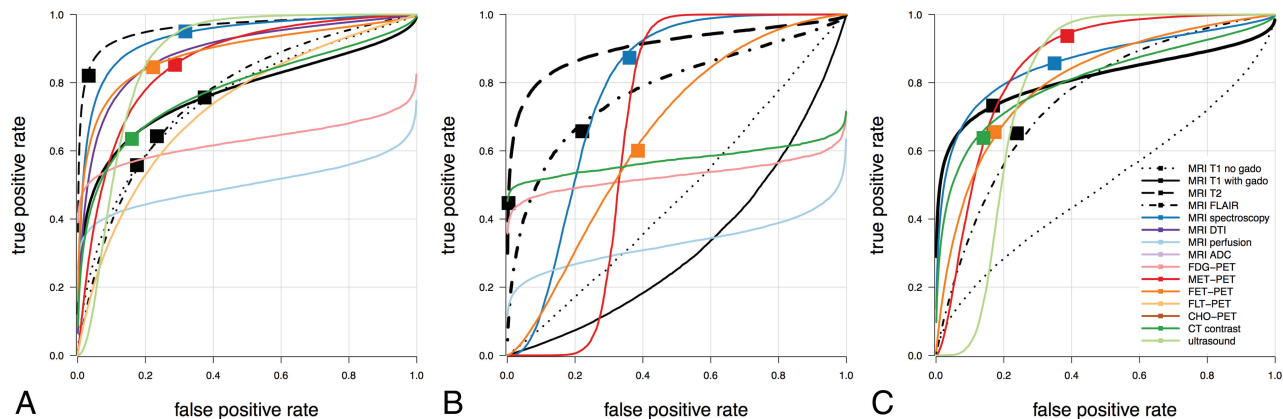 true positive rate
1.0
0.8
0.6
0.4
0.2
0.0
0.0 0.2 0.4 0.6 0.8 1.0
false positive rate
A
true positive rate
1.0
0.8
0.6
0.4
0.2
0.0
0.0 0.2 0.4 0.6 0.8 1.0
false positive rate
B
true positive rate
1.0
0.8
0.6
0.4
0.2
0.0
0.0 0.2 0.4 0.6 0.8 1.0
false positive rate
C
MRI T1 no gado
MRI T1 with gado
MRI T2
MRI FLAIR
MRI spectroscopy
MRI DTI
MRI perfusion
MRI ADC
FDG–PET
MET–PET
FET–PET
FLT–PET
CHO–PET
CT contrast
ultrasound